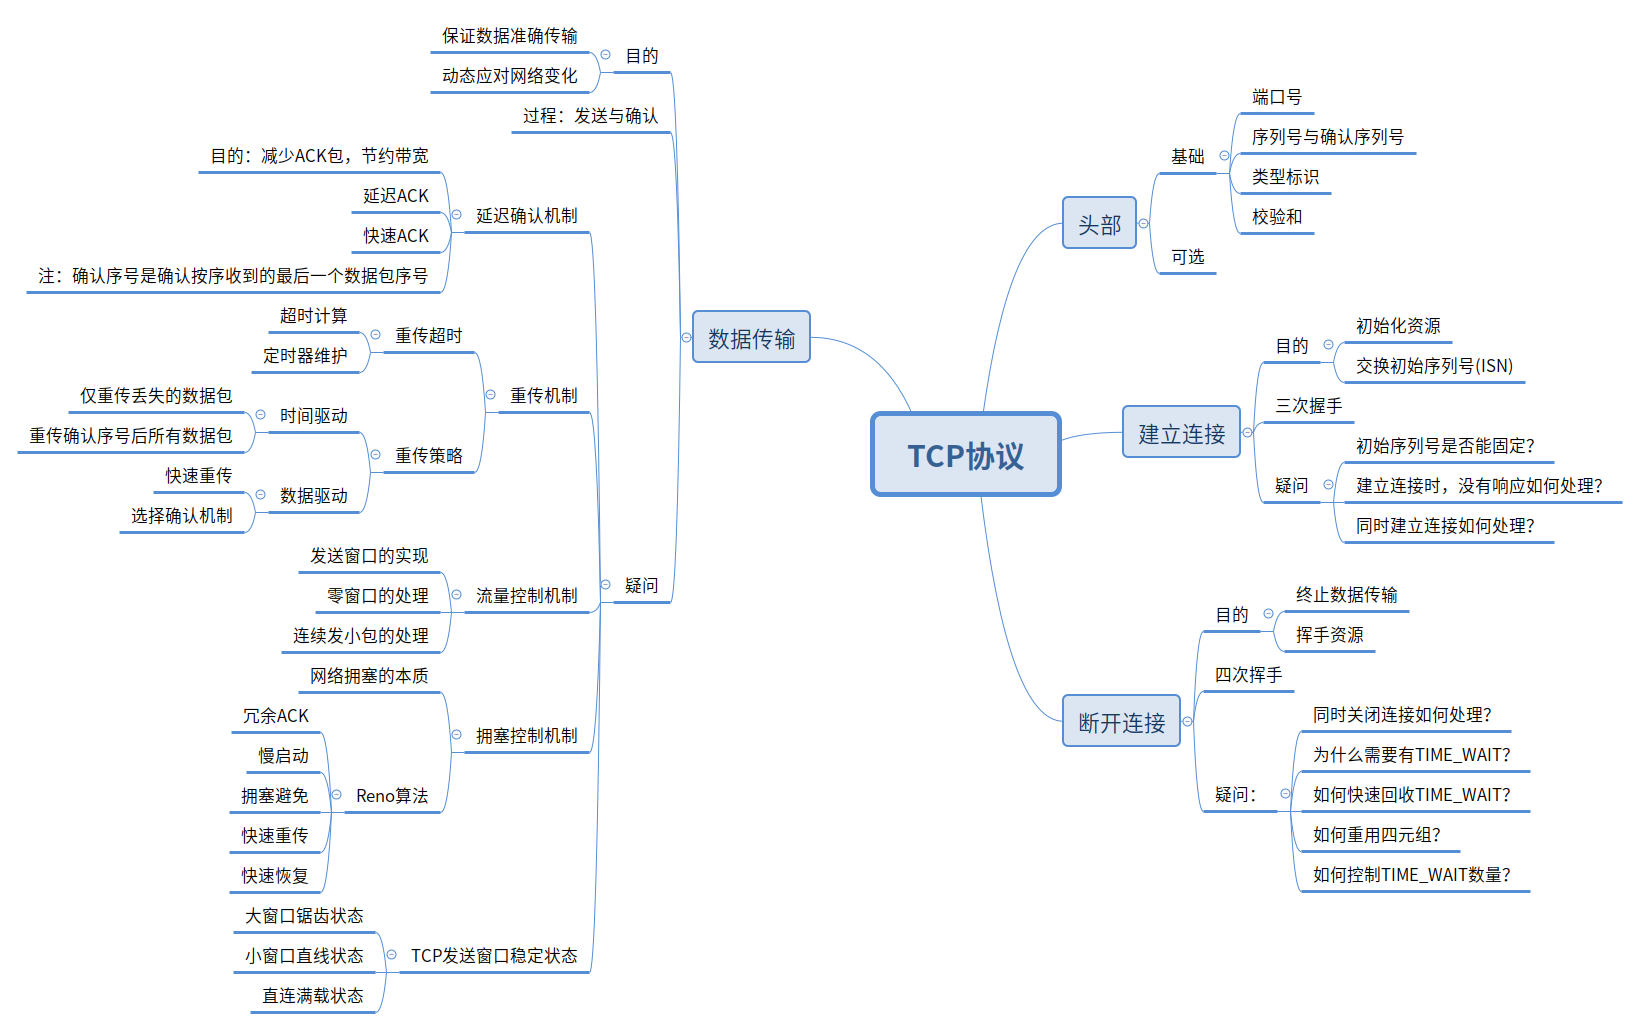 TCP协议
头部
基础
端口号
序列号与确认序列号
类型标识
校验和
可选
建立连接
目的
初始化资源
交换初始序列号(ISN)
三次握手
疑问
初始序列号是否能固定？
建立连接时，没有响应如何处理？
同时建立连接如何处理？
断开连接
目的
终止数据传输
挥手资源
四次挥手
疑问：
同时关闭连接如何处理？
为什么需要有TIME_WAIT？
如何快速回收TIME_WAIT？
如何重用四元组？
如何控制TIME_WAIT数量？
数据传输
目的
保证数据准确传输
动态应对网络变化
过程：发送与确认
疑问
延迟确认机制
目的：减少ACK包，节约带宽
延迟ACK
快速ACK
注：确认序号是确认按序收到的最后一个数据包序号
重传机制
重传超时
超时计算
定时器维护
重传策略
时间驱动
仅重传丢失的数据包
重传确认序号后所有数据包
数据驱动
快速重传
选择确认机制
流量控制机制
发送窗口的实现
零窗口的处理
连续发小包的处理
拥塞控制机制
网络拥塞的本质
Reno算法
冗余ACK
慢启动
拥塞避免
快速重传
快速恢复
TCP发送窗口稳定状态
大窗口锯齿状态
小窗口直线状态
直连满载状态